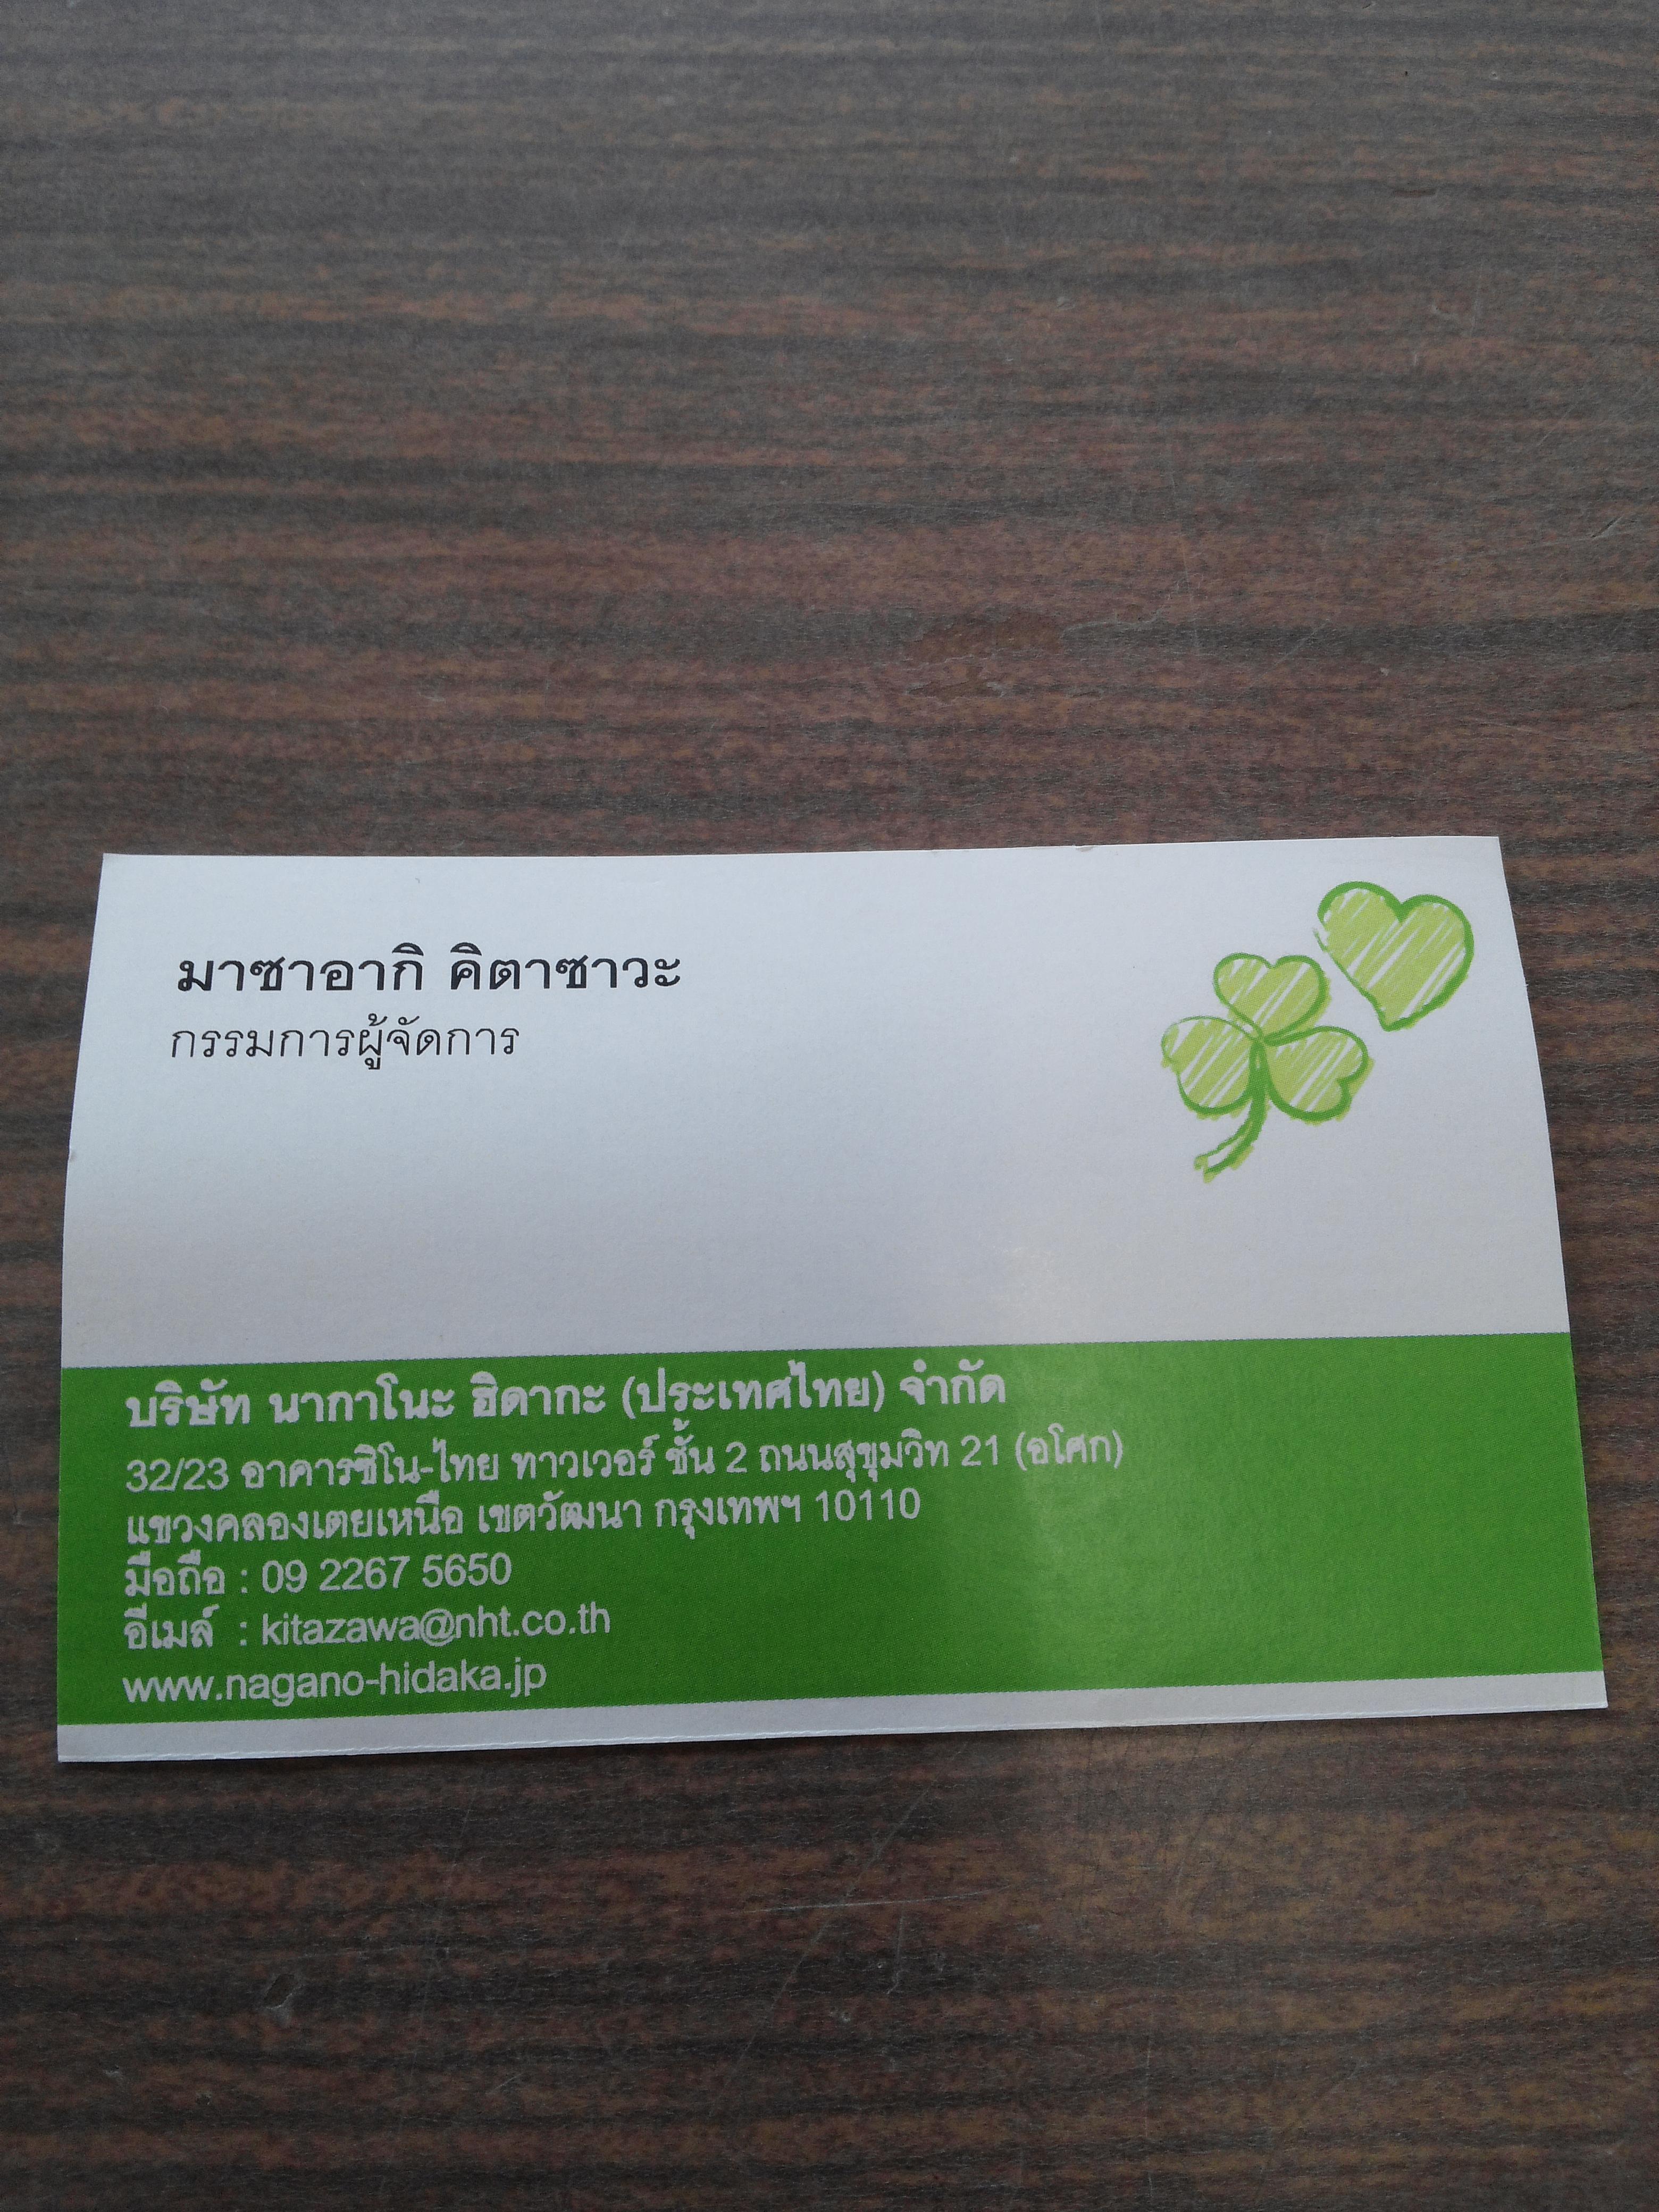 มาซาอากิ คิตาซาวะ
กรรมการผู้จัดการ
บริษัท นากาโนะ ฮิดากะ (ประเทศไทย) จำกัด
32/23 อาคารซิโน-ไทย ทาวเวอร์ ชั้น 2 ถนนสุขุมวิท 21 (อโศก)
แขวงคลองเตยเหนือ เขตวัฒนา กรุงเทพฯ 10110
มือถือ : 09 2267 5650
อีเมล์ : kitazawa@nht.co.th
www.nagano-hidaka.jp